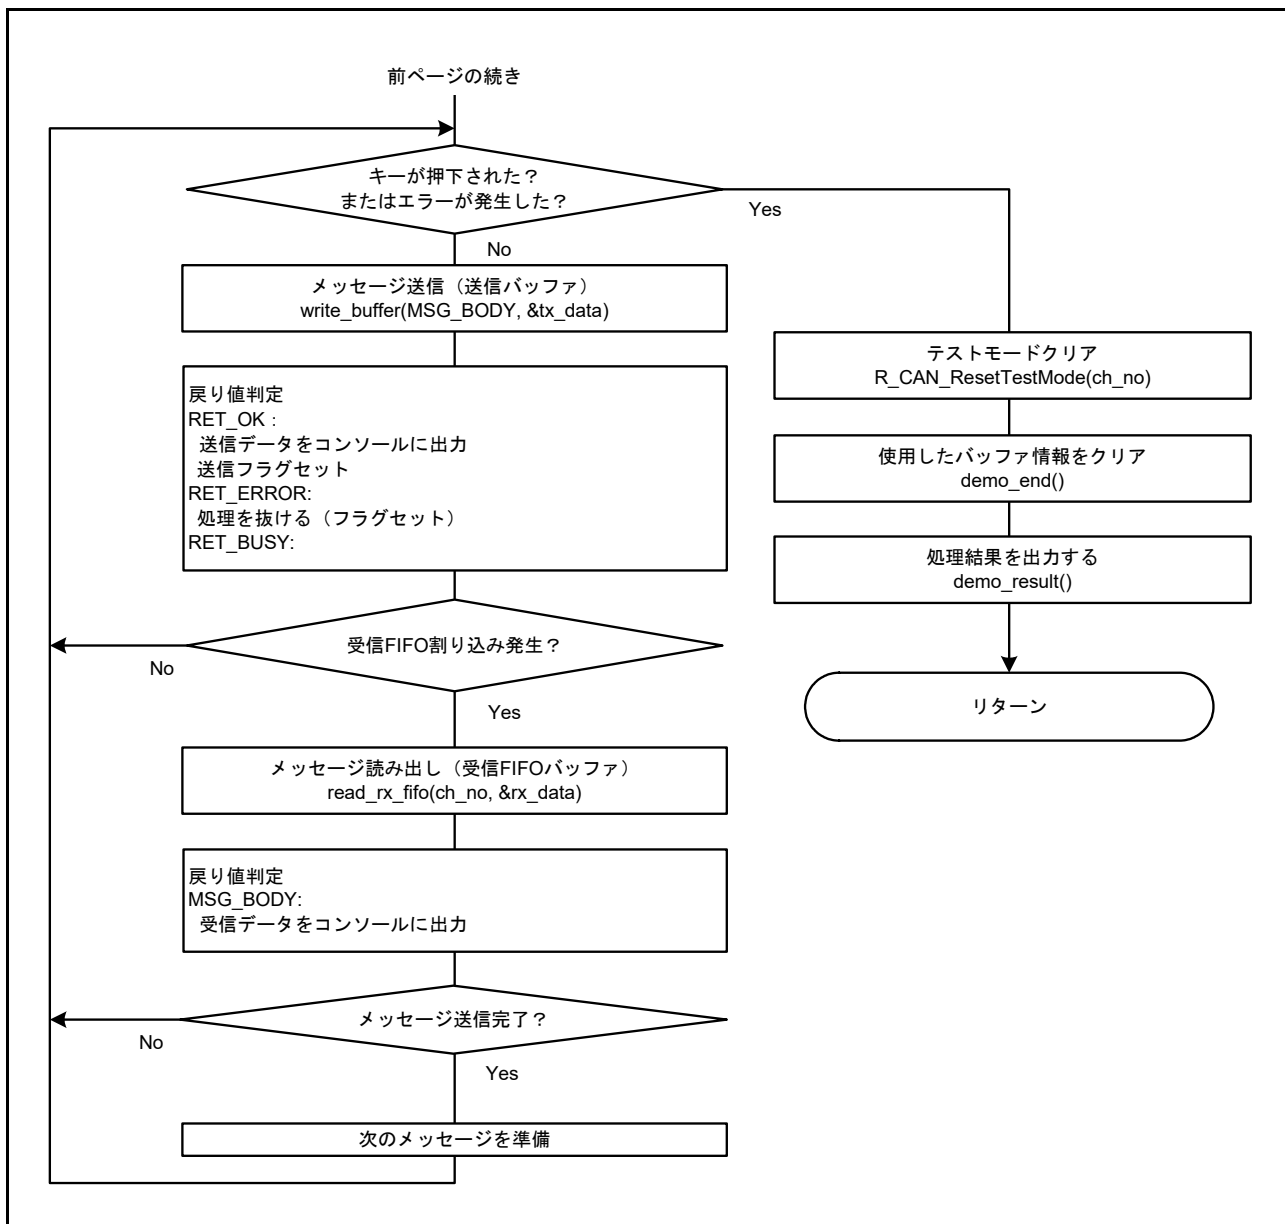 前ページの続き
キーが押下された？
またはエラーが発生した？
Yes
No
メッセージ送信（送信バッファ）
write_buffer(MSG_BODY, &tx_data)
戻り値判定
RET_OK：
送信データをコンソールに出力
送信フラグセット
RET_ERROR:
処理を抜ける（フラグセット）
RET_BUSY:
受信FIFO割り込み発生？
No
Yes
メッセージ読み出し（受信FIFOバッファ）
read_rx_fifo(ch_no, &rx_data)
戻り値判定
MSG_BODY:
受信データをコンソールに出力
メッセージ送信完了？
No
Yes
次のメッセージを準備
テストモードクリア
R_CAN_ResetTestMode(ch_no)
使用したバッファ情報をクリア
demo_end()
処理結果を出力する
demo_result()
リターン